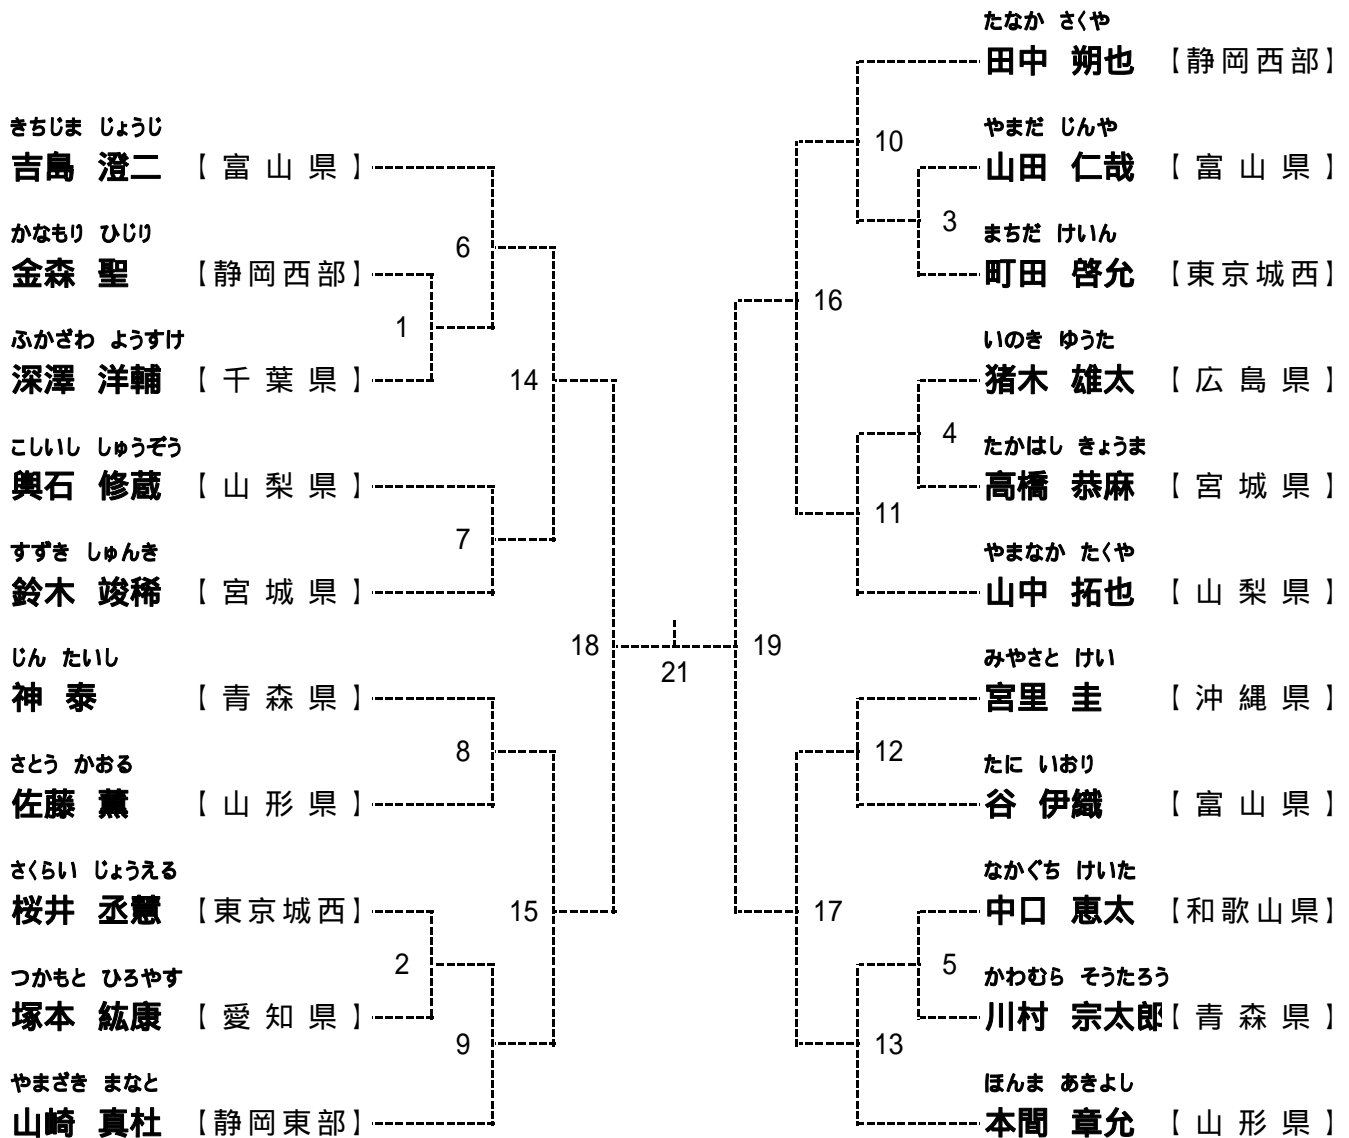 きちじま じょうじ
吉島 澄二 【富山県】
かなもり ひじり
金森 聖 【静岡西部】
ふかざわ ようすけ
深澤 洋輔 【千葉県】
こしいし しゅうぞう
輿石 修蔵 【山梨県】
すずき しゅんき
鈴木 竣稀 【宮城県】
じん たいし
神 泰 【青森県】
さとう かおる
佐藤 薫 【山形県】
さくらい じょうえる
桜井 丞慧 【東京城西】
つかもと ひろやす
塚本 紘康 【愛知県】
やまざき まなと
山崎 真杜 【静岡東部】
1
2
6
7
8
9
14
15
18
21
19
16
17
10
11
12
13
3
4
5
たなか さくや
田中 朔也 【静岡西部】
やまだ じんや
山田 仁哉 【富山県】
まちだ けいん
町田 啓允 【東京城西】
いのき ゆうた
猪木 雄太 【広島県】
たかはし きょうま
高橋 恭麻 【宮城県】
やまなか たくや
山中 拓也 【山梨県】
みやさと けい
宮里 圭 【沖縄県】
たに いおり
谷 伊織 【富山県】
なかぐち けいた
中口 恵太 【和歌山県】
かわむら そうたろう
川村 宗太郎【青森県】
ほんま あきよし
本間 章允 【山形県】